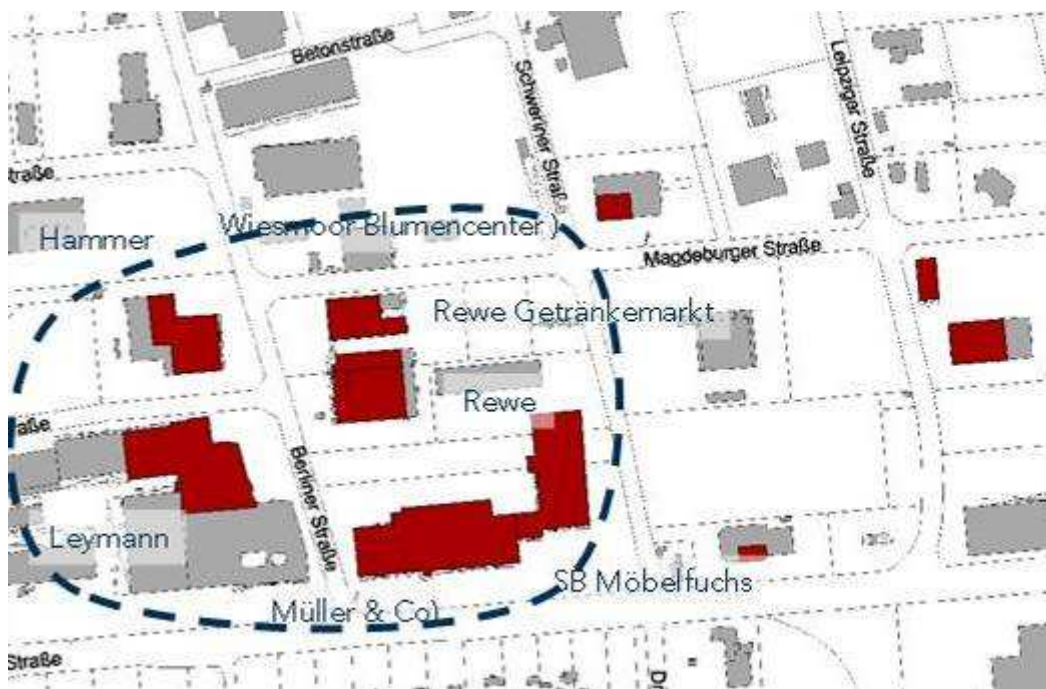 Betonstraße
Schweriner Straße
Leipziger Straße
traße
Hammer
Wiesmoor Blumencenter )
Magdeburger Straße
Rewe Getränkemarkt
Rewe
raße
Berliner Straße
Leymann
SB Möbelfuchs
Müller & Co)
Straße